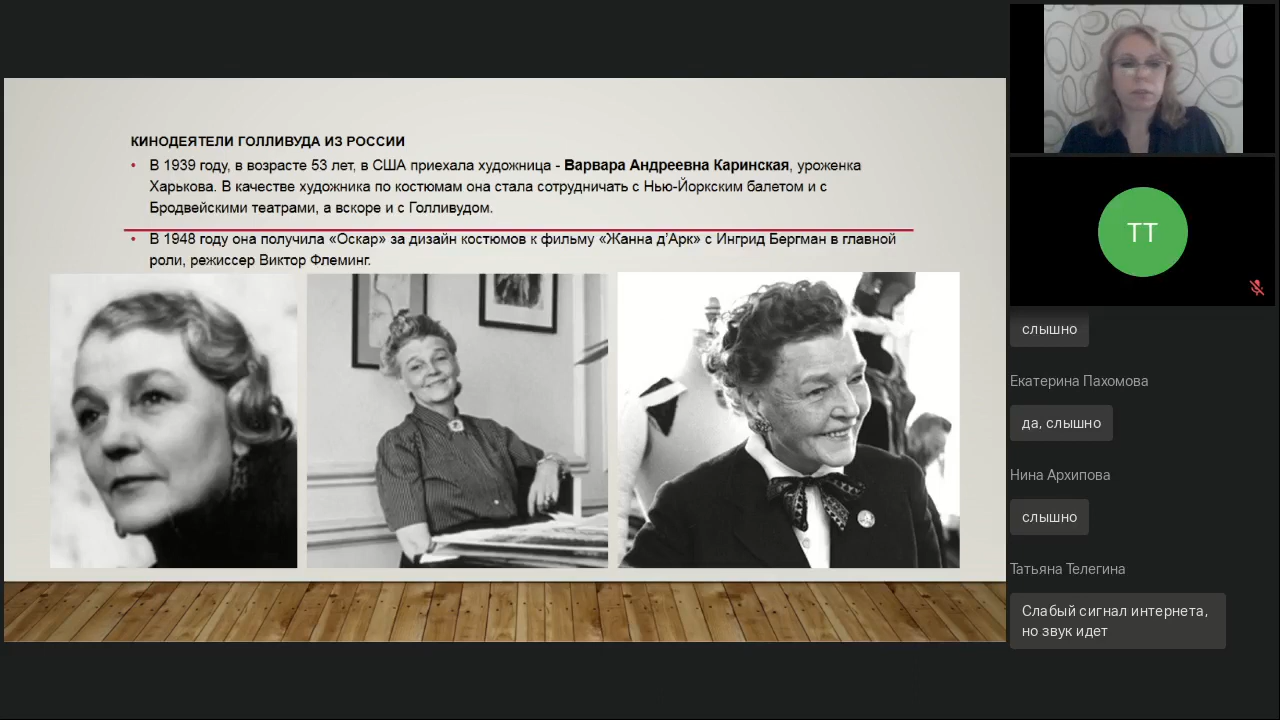 КИНОДЕЯТЕЛИ ГОЛЛИВУДА ИЗ РОССИИ
• В 1939 году, в возрасте 53 лет, в США приехала художница - Варвара Андреевна Каринская, уроженка
Харькова. В качестве художника по костюмам она стала сотрудничать с Нью-Йоркским балетом и с
Бродвейскими театрами, а вскоре и с Голливудом.
• В 1948 году она получила «Оскар» за дизайн костюмов к фильму «Жанна д’Арк» с Ингрид Бергман в главной
роли, режиссер Виктор Флеминг.
ТТ
слышно
Екатерина Пахомова
да, слышно
Нина Архипова
слышно
Татьяна Телегина
Слабый сигнал интернета,
но звук идет